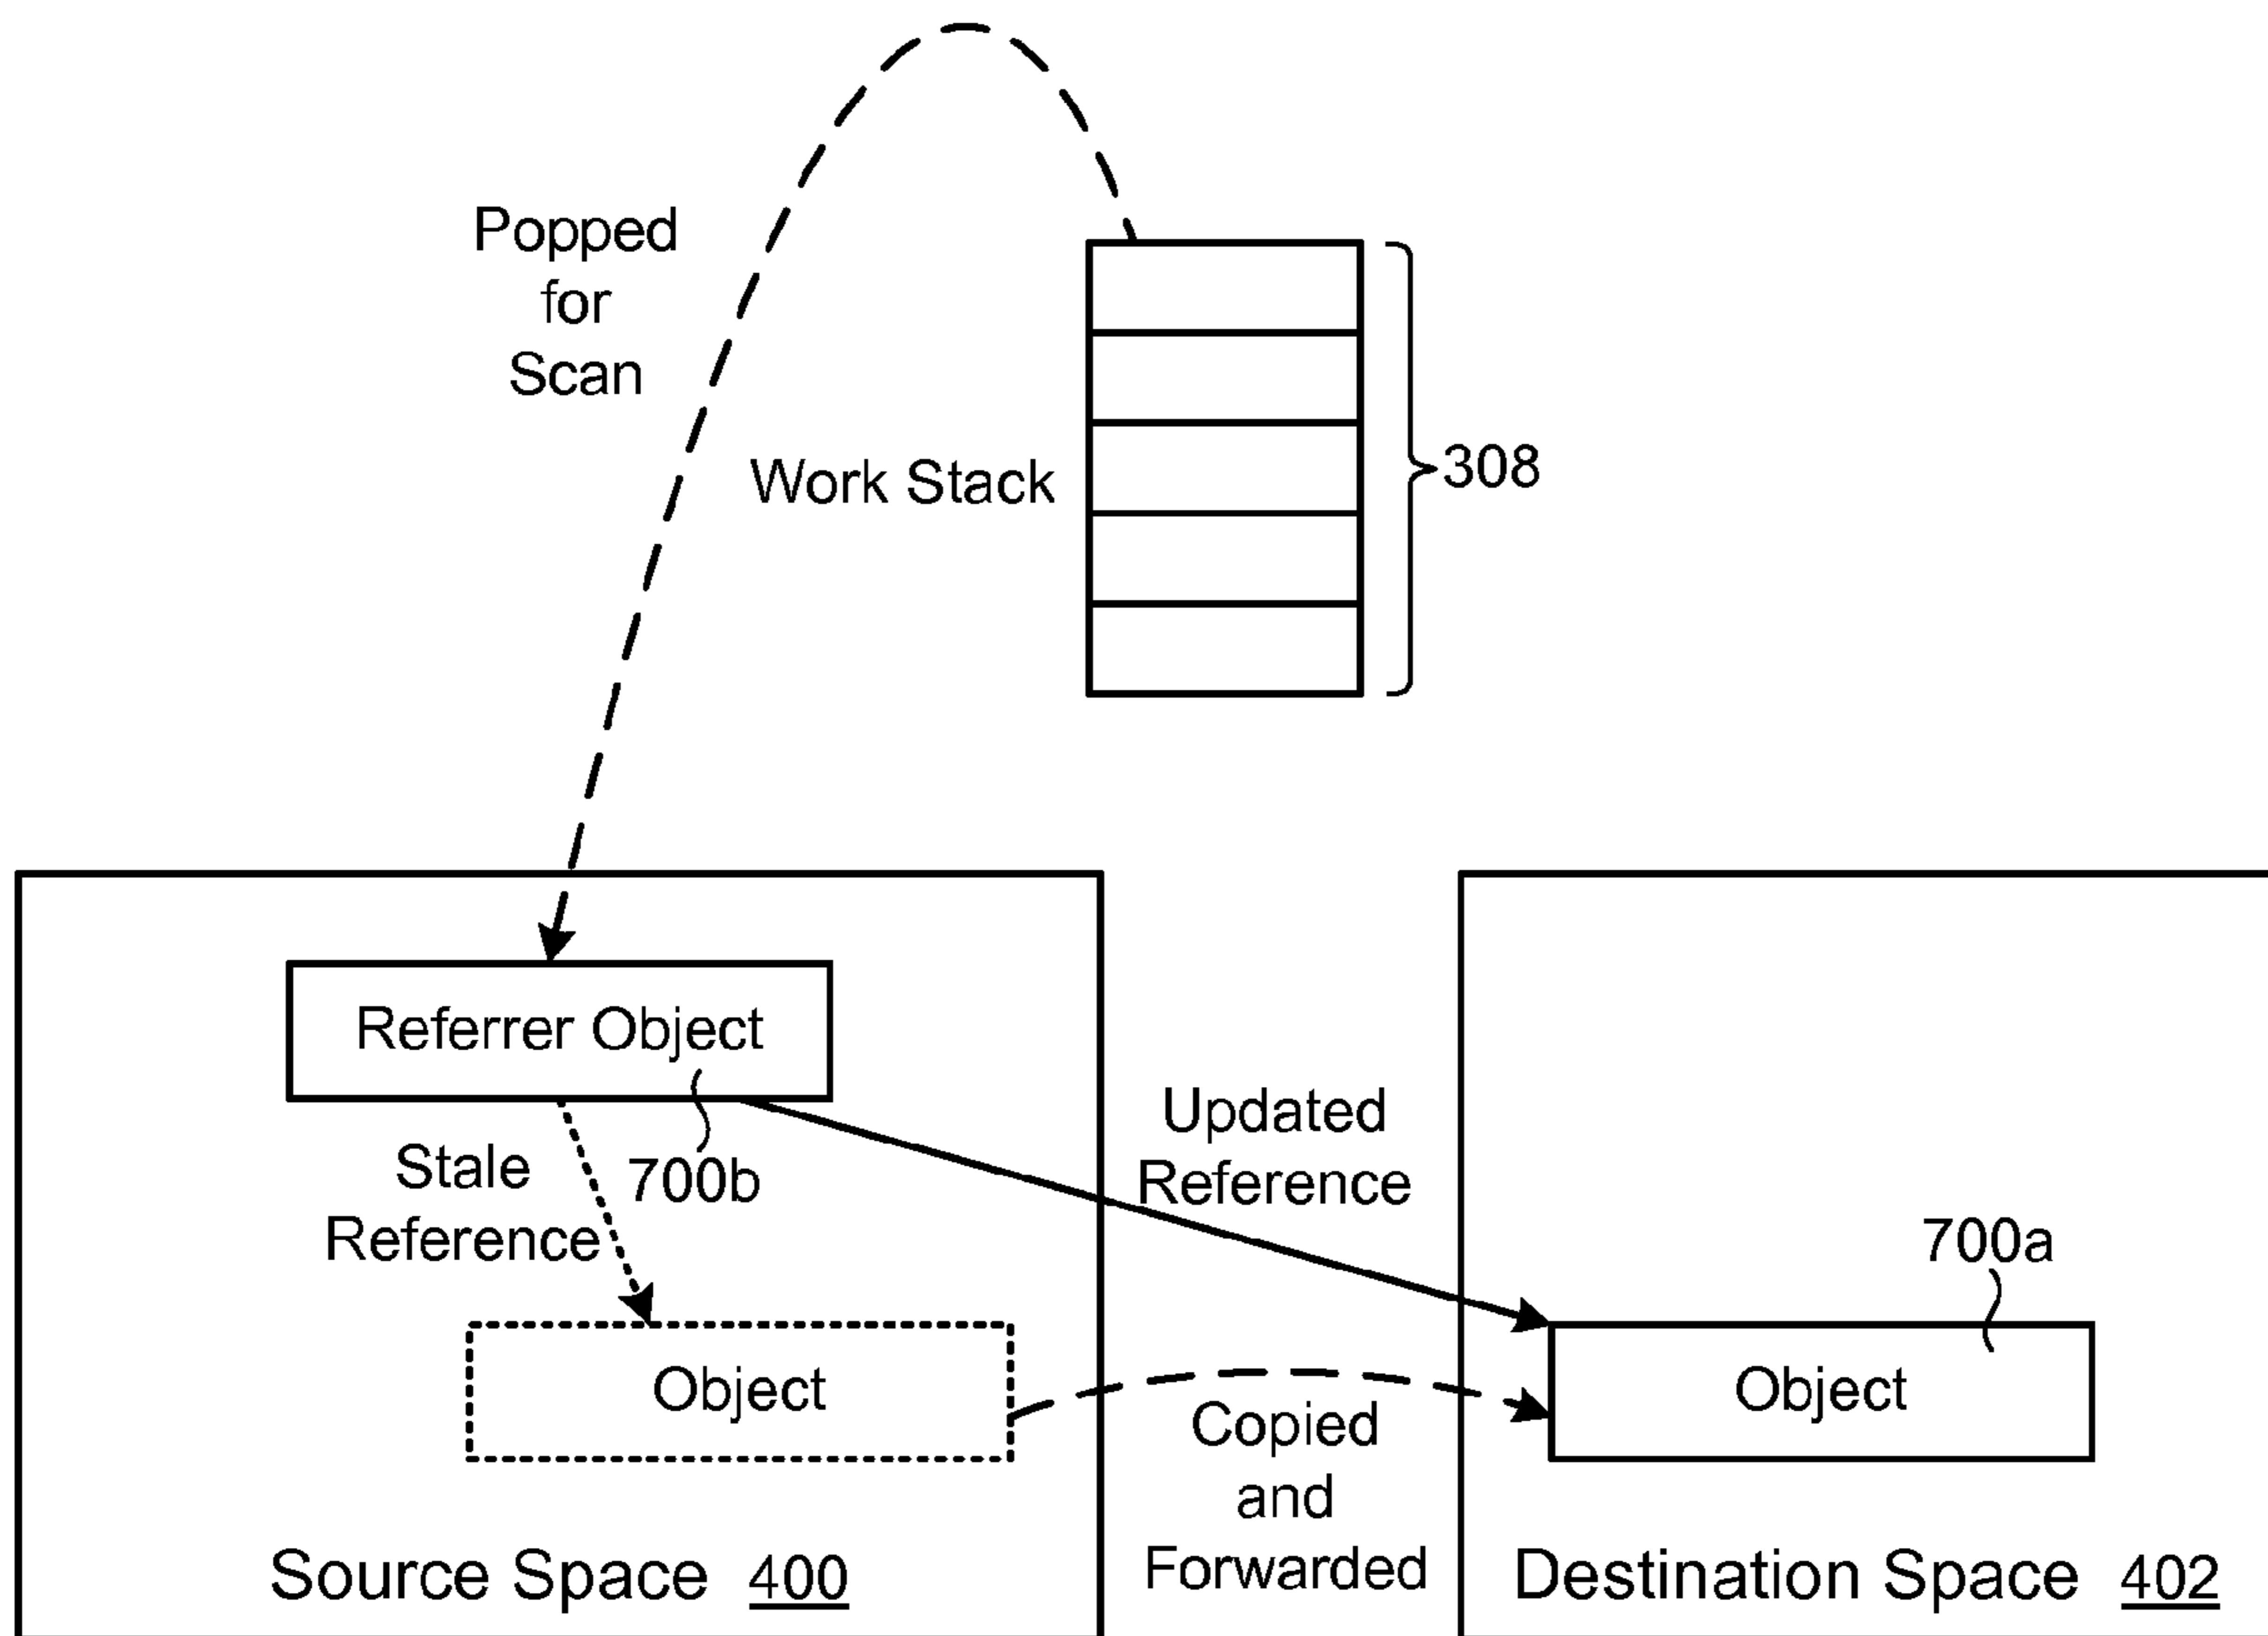 Popped
for
Scan
Work Stack
308
Referrer Object
700b
Stale
Reference
Updated
Reference
700a
Object
Object
Copied
and
Forwarded
Source Space 400
Destination Space 402